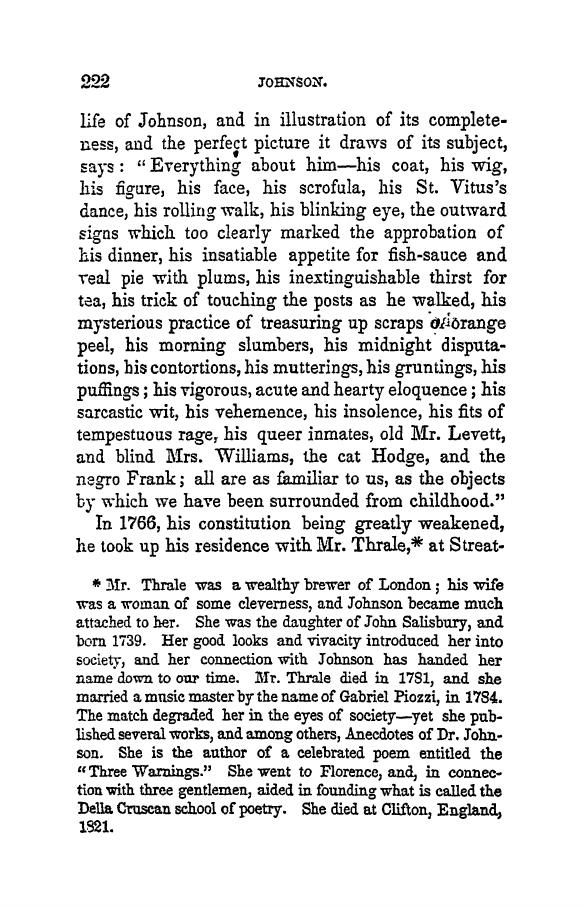 222 JOHNSON.
life of Johnson, and in illustration of its complete-
ness, and the perfect picture it draws of its subject,
says : “ Everything about him—his coat, his wig,
his figure, his face, his scrofula, his St. Vitus’s
dance, his rolling walk, his blinking eye, the outward
signs which too clearly marked the approbation of
his dinner, his insatiable appetite for fish-sauce and
veal pie with plums, his inextinguishable thirst for
tea, his trick of touching the posts as he walked, his
mysterious practice of treasuring up scraps of orange
peel, his morning slumbers, his midnight disputa-
tions, his contortions, his mutterings, his gruntings, his
puffings ; his vigorous, acute and hearty eloquence ; his
sarcastic wit, his vehemence, his insolence, his fits of
tempestuous rage, his queer inmates, old Mr. Levett,
and blind Mrs. Williams, the cat Hodge, and the
negro Frank ; all are as familiar to us, as the objects
by which we have been surrounded from childhood.”
In 1766, his constitution being greatly weakened,
he took up his residence with Mr. Thrale,* at Streat-
* Mr. Thrale was a wealthy brewer of London ; his wife
was a woman of some cleverness, and Johnson became much
attached to her. She was the daughter of John Salisbury, and
born 1739. Her good looks and vivacity introduced her into
society, and her connection with Johnson has handed her
name down to our time. Mr. Thrale died in 1781, and she
married a music master by the name of Gabriel Piozzi, in 1784.
The match degraded her in the eyes of society—yet she pub-
lished several works, and among others, Anecdotes of Dr. John-
son. She is the author of a celebrated poem entitled the
“ Three Warnings.” She went to Florence, and, in connec-
tion with three gentlemen, aided in founding what is called the
Della Cruscan school of poetry. She died at Clifton, England,
1821.